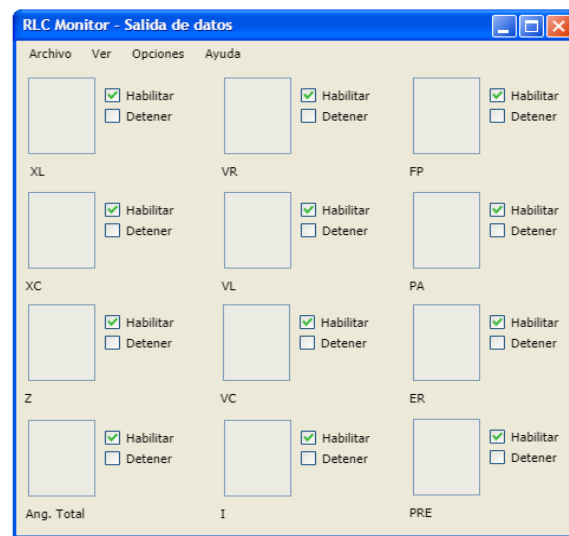 RLC Monitor - Salida de datos
Archivo Ver Opciones Ayuda
Habilitar Habilitar Habilitar
Detener Detener Detener
XL VR FP
Habilitar Habilitar Habilitar
Detener Detener Detener
XC VL PA
Habilitar Habilitar Habilitar
Detener Detener Detener
Z VC ER
Habilitar Habilitar Habilitar
Detener Detener Detener
Ang. Total I PRE